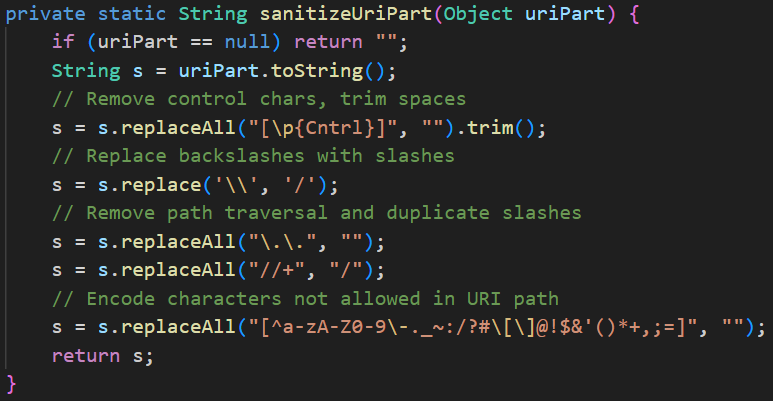 private static String sanitizeUriPart(Object uriPart) {
    if (uriPart == null) return "";
    String s = uriPart.toString();
    // Remove control chars, trim spaces
    s = s.replaceAll("[\p{Cntrl}]", "").trim();
    // Replace backslashes with slashes
    s = s.replace('\\', '/');
    // Remove path traversal and duplicate slashes
    s = s.replaceAll("\.\.", "");
    s = s.replaceAll("//+", "/");
    // Encode characters not allowed in URI path
    s = s.replaceAll("[^a-zA-Z0-9\-._~:/?#\[\]@!$&'()*+,;=]", "");
    return s;
}